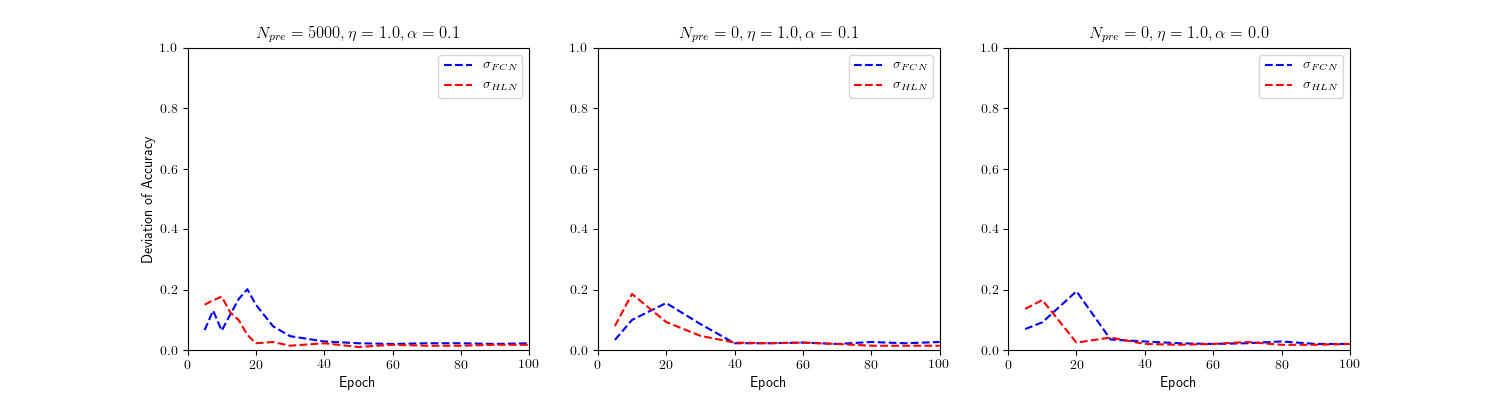 N_pre = 5000, η = 1.0, α = 0.1
1.0
0.8
0.6
0.4
0.2
0.0
Deviation of Accuracy
0 20 40 60 80 100
Epoch
σ_FCN
σ_HLN
N_pre = 0, η = 1.0, α = 0.1
1.0
0.8
0.6
0.4
0.2
0.0
0 20 40 60 80 100
Epoch
σ_FCN
σ_HLN
N_pre = 0, η = 1.0, α = 0.0
1.0
0.8
0.6
0.4
0.2
0.0
0 20 40 60 80 100
Epoch
σ_FCN
σ_HLN